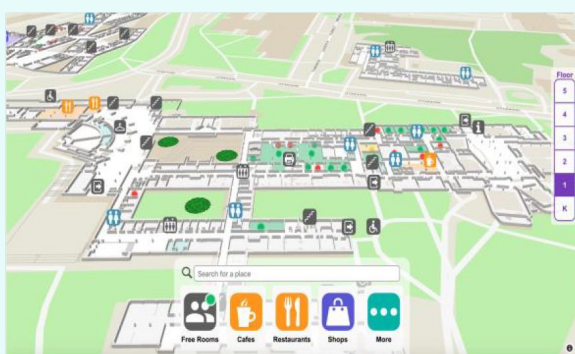 Floor
5
4
3
2
1
K
Search for a place
Free Rooms
Cafes
Restaurants
Shops
More